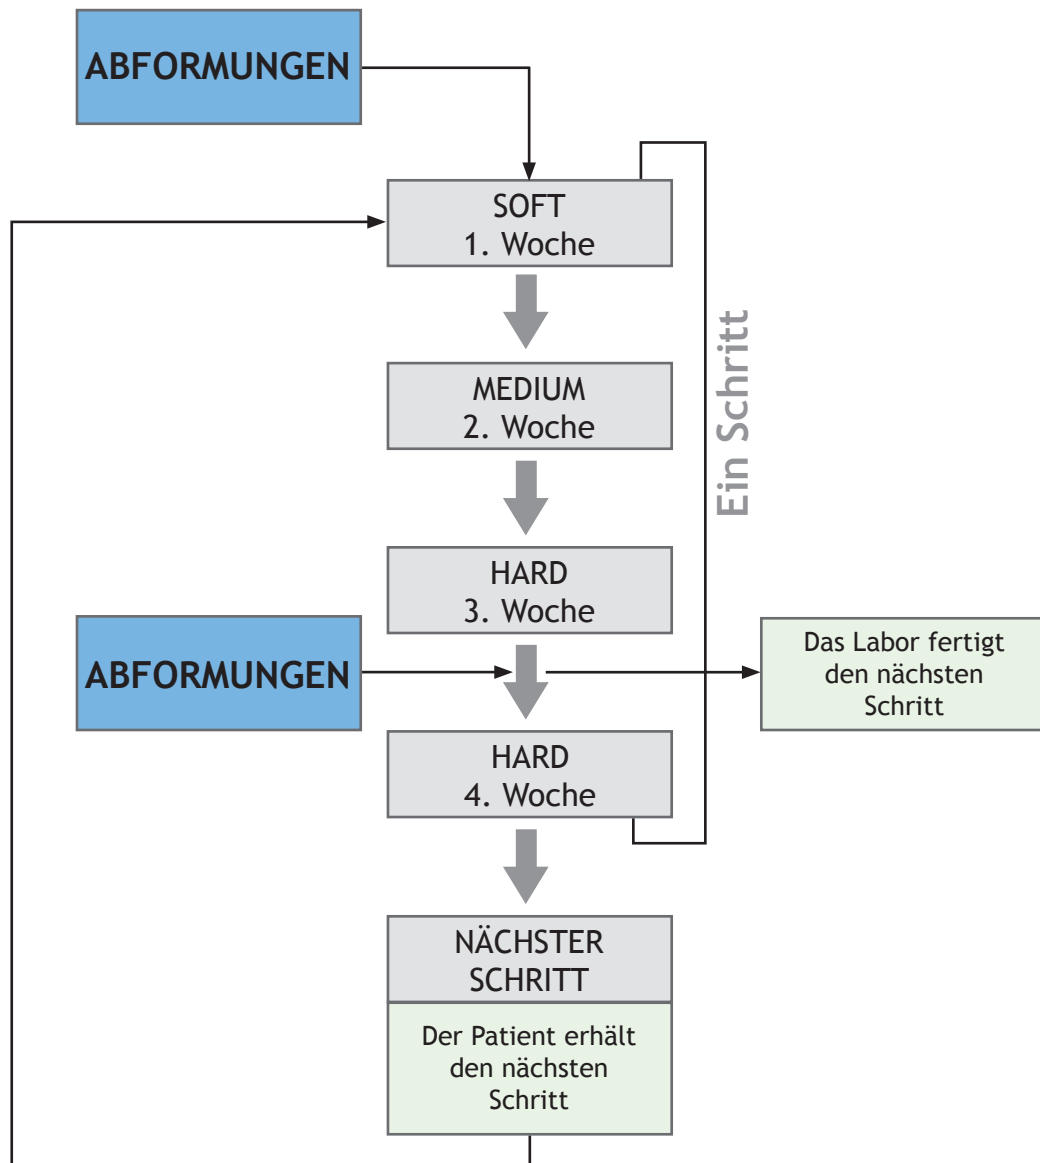 ABFORMUNGEN
SOFT
1. Woche
MEDIUM
2. Woche
Ein Schritt
HARD
3. Woche
ABFORMUNGEN
Das Labor fertigt
den nächsten
Schritt
HARD
4. Woche
NÄCHSTER
SCHRITT
Der Patient erhält
den nächsten
Schritt